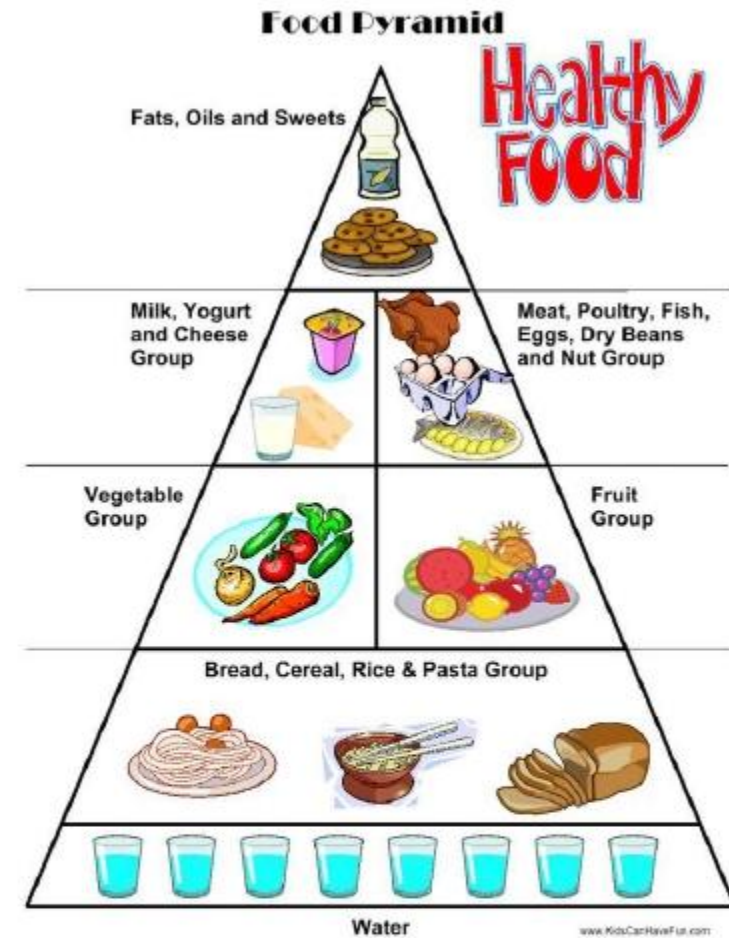 Food Pyramid
Healthy
Food
Fats, Oils and Sweets
Milk, Yogurt
and Cheese
Group
Meat, Poultry, Fish,
Eggs, Dry Beans
and Nut Group
Vegetable
Group
Fruit
Group
Bread, Cereal, Rice & Pasta Group
Water
www.KidsCanHaveFun.com